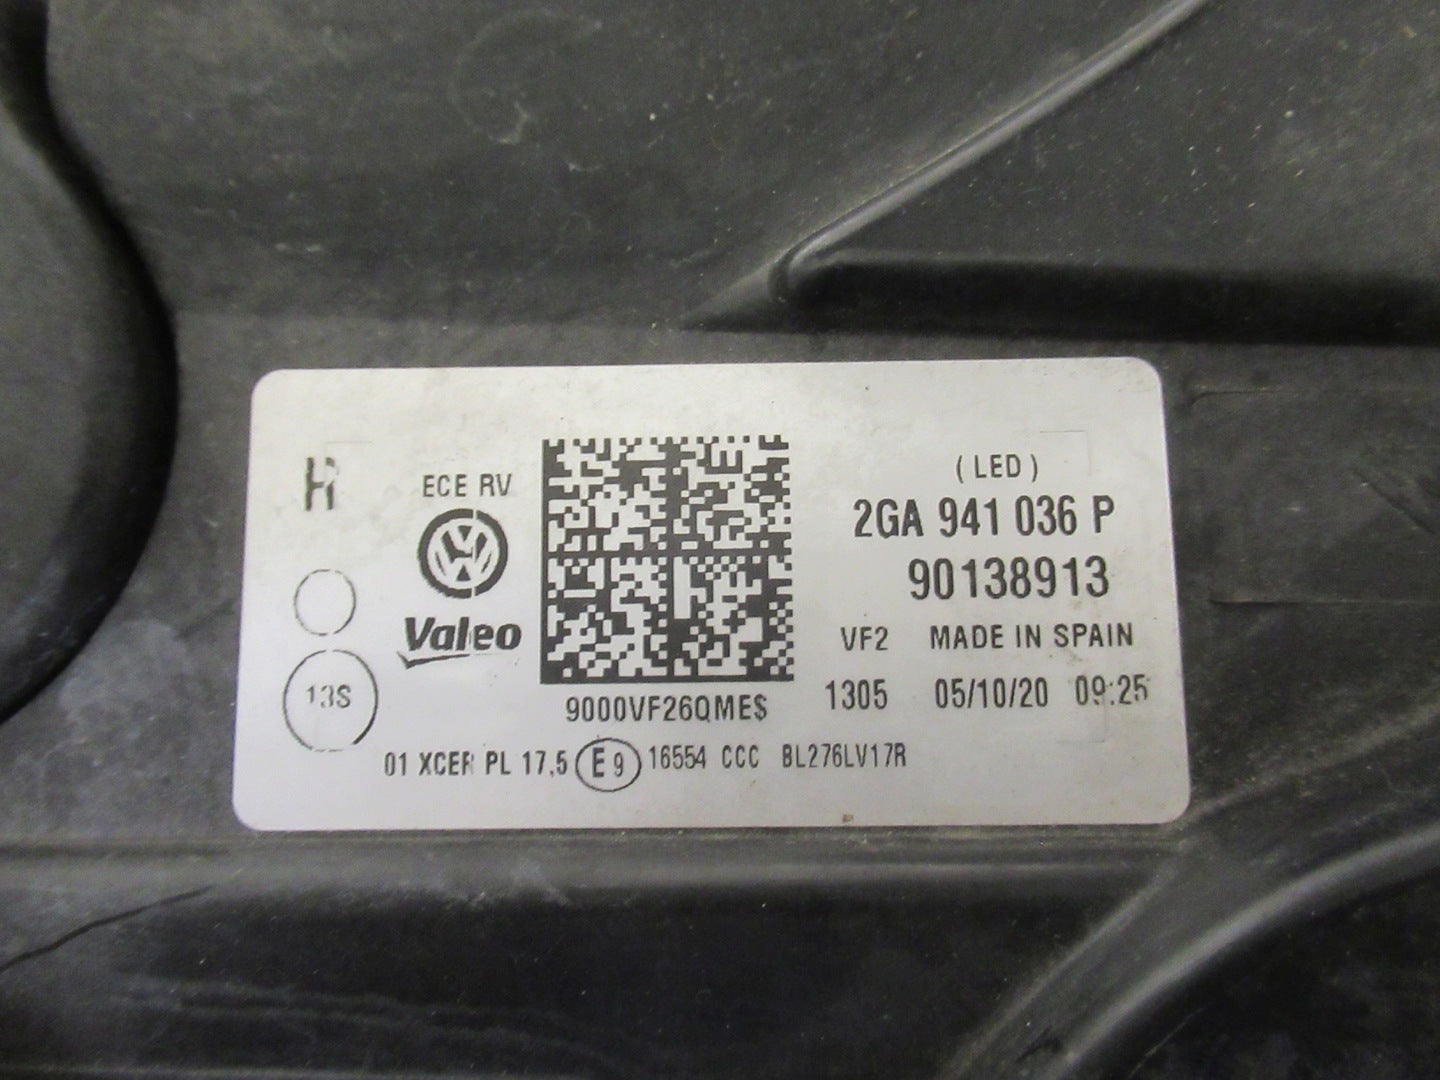 R
ECE RV
Valeo
13S
9000VF26QME$
(LED)
2GA 941 036 P
90138913
VF2 MADE IN SPAIN
1305 05/10/20 09:25
01 XCER PL 17,5 E9 16554 CCC BL276LV17R